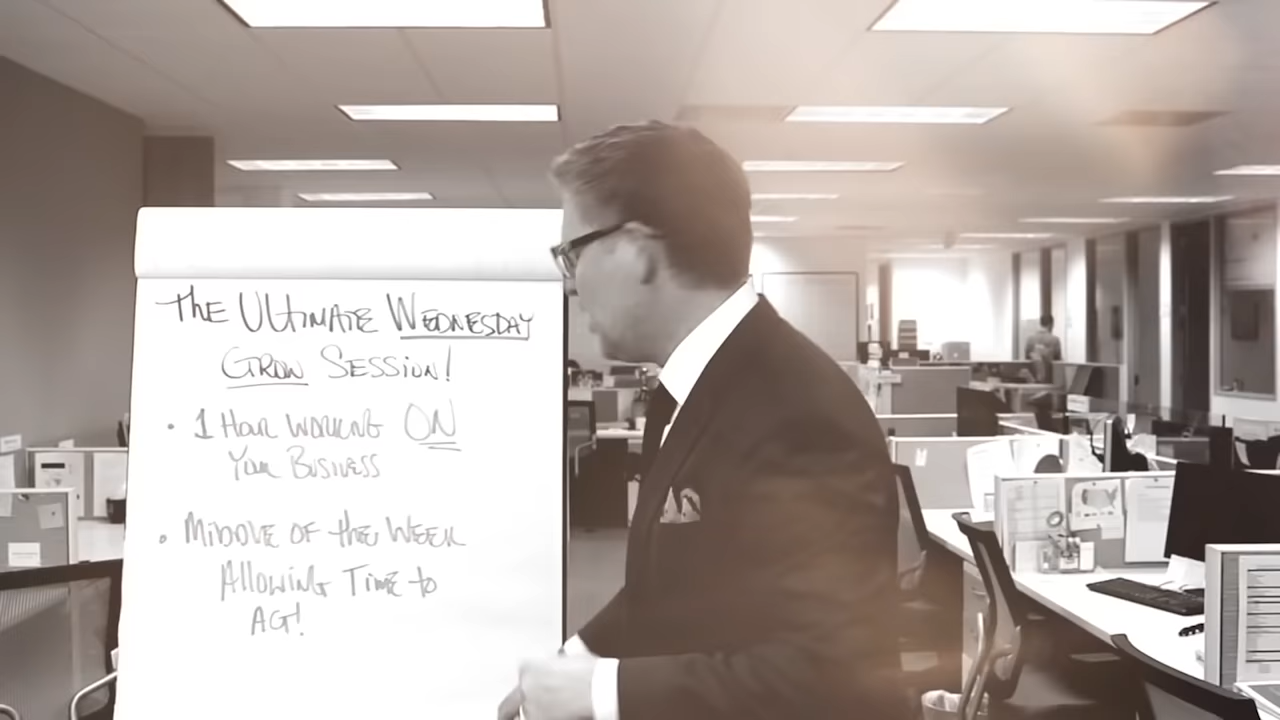 The Ultimate Wednesday
Grow Session!
• 1 Hour Working ON
Your Business
• Middle of the Week
Allowing Time to
Act!